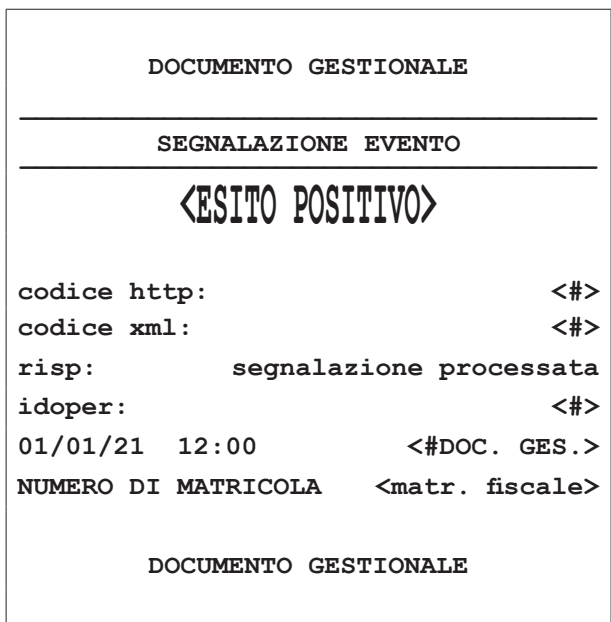 DOCUMENTO GESTIONALE
SEGNALAZIONE EVENTO
<ESITO POSITIVO>
codice http: <#>
codice xml: <#>
risp: segnalazione processata
idoper: <#>
01/01/21 12:00 <#DOC. GES.>
NUMERO DI MATRICOLA <matr. fiscale>
DOCUMENTO GESTIONALE